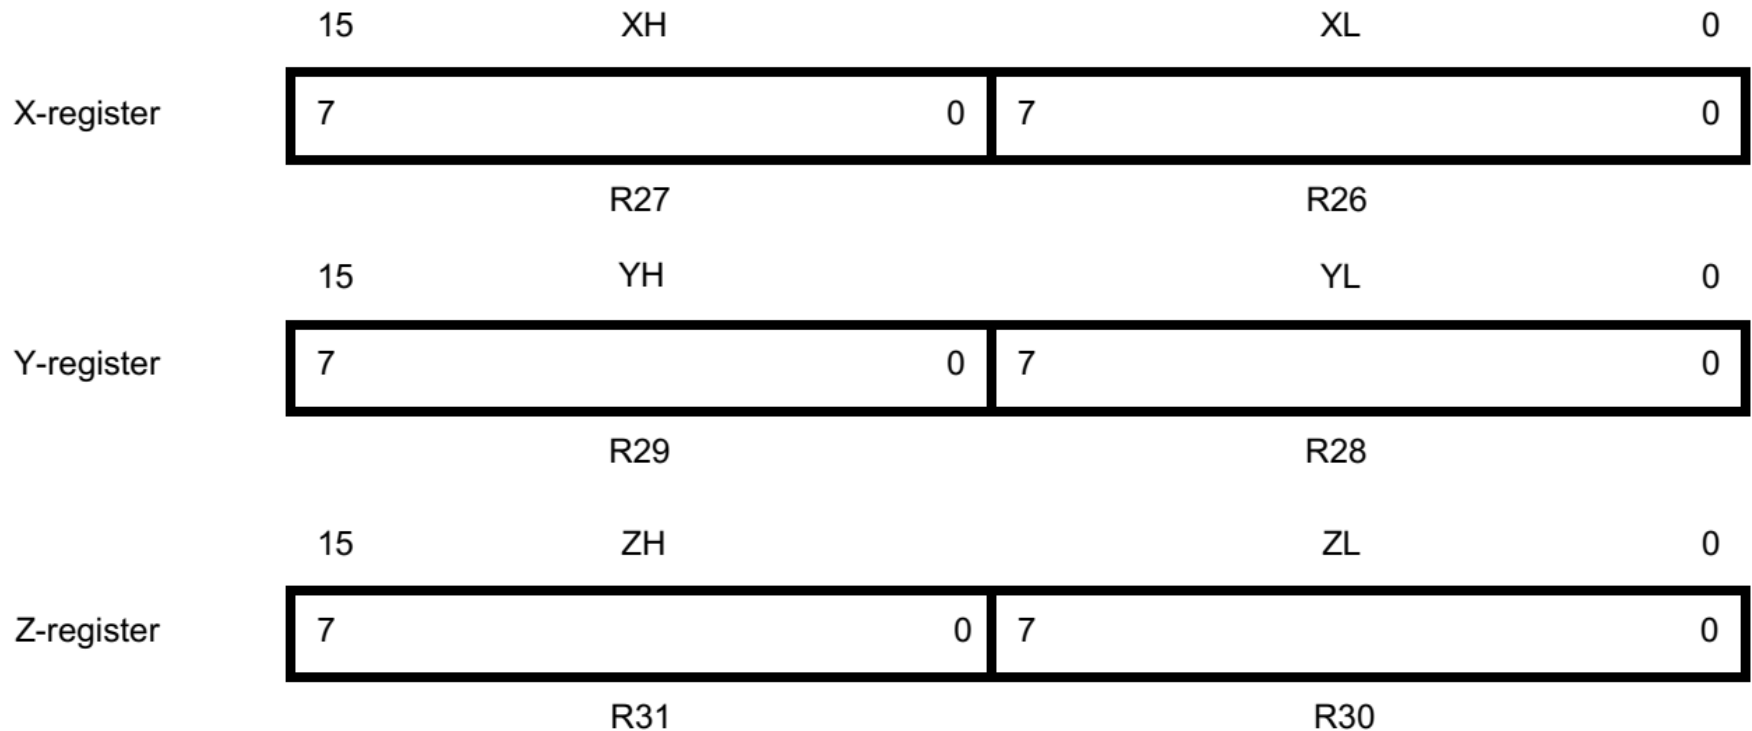 15 XH XL 0
X-register 7 0 7 0
R27 R26
15 YH YL 0
Y-register 7 0 7 0
R29 R28
15 ZH ZL 0
Z-register 7 0 7 0
R31 R30